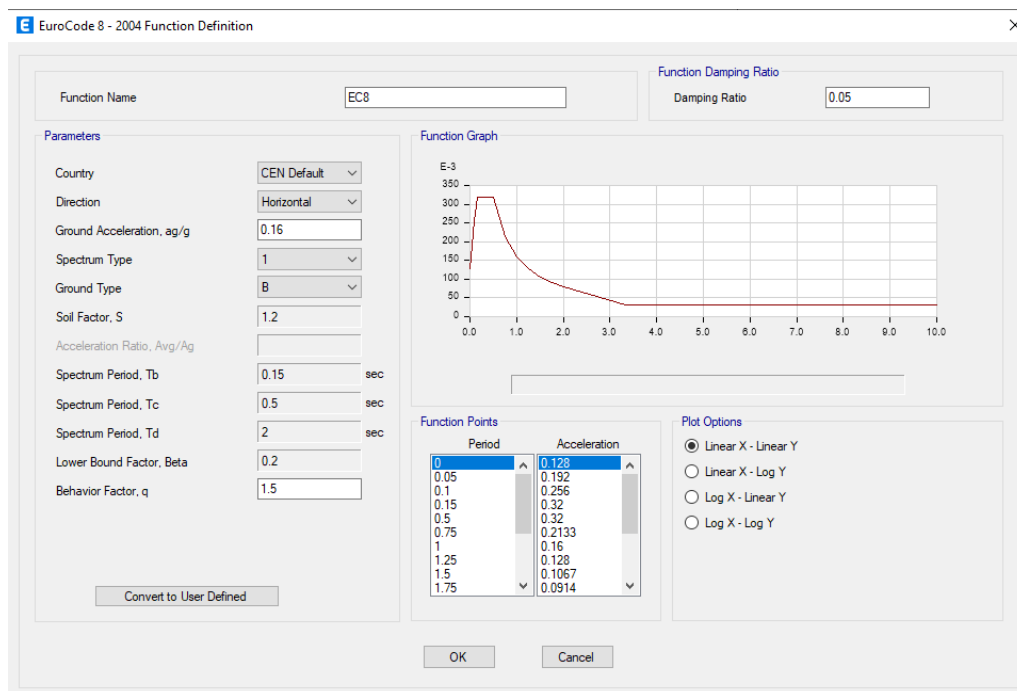 E EuroCode 8 - 2004 Function Definition
Function Name EC8
Function Damping Ratio
Damping Ratio 0.05
Parameters
Country CEN Default
Direction Horizontal
Ground Acceleration, ag/g 0.16
Spectrum Type 1
Ground Type B
Soil Factor, S 1.2
Acceleration Ratio, Avg/Ag
Spectrum Period, Tb 0.15 sec
Spectrum Period, Tc 0.5 sec
Spectrum Period, Td 2 sec
Lower Bound Factor, Beta 0.2
Behavior Factor, q 1.5
Convert to User Defined
Function Graph
E-3
350
300
250
200
150
100
50
0
0.0 1.0 2.0 3.0 4.0 5.0 6.0 7.0 8.0 9.0 10.0
Function Points
Period Acceleration
0 0.128
0.05 0.192
0.1 0.256
0.15 0.32
0.5 0.32
0.75 0.2133
1 0.16
1.25 0.128
1.5 0.1067
1.75 0.0914
Plot Options
Linear X - Linear Y
Linear X - Log Y
Log X - Linear Y
Log X - Log Y
OK Cancel